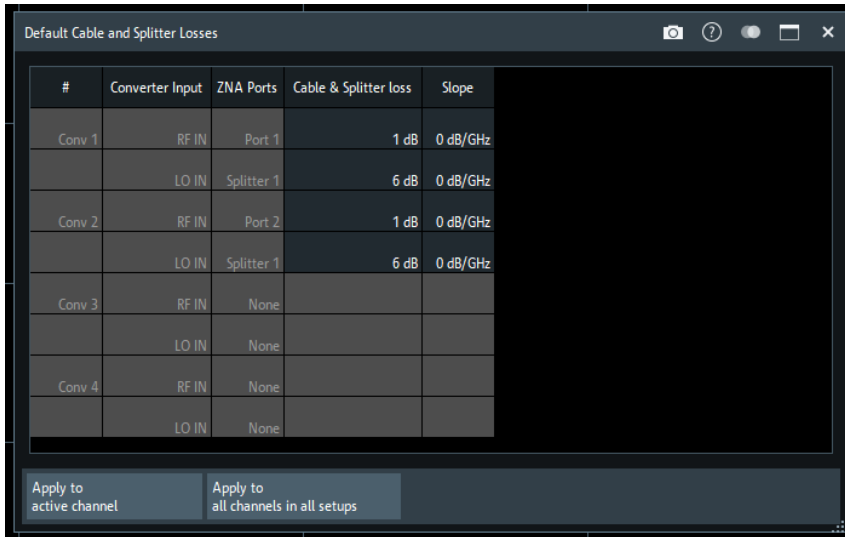 Default Cable and Splitter Losses
# Converter Input ZNA Ports Cable & Splitter loss Slope
Conv 1 RF IN Port 1 1 dB 0 dB/GHz
LO IN Splitter 1 6 dB 0 dB/GHz
Conv 2 RF IN Port 2 1 dB 0 dB/GHz
LO IN Splitter 1 6 dB 0 dB/GHz
Conv 3 RF IN None
LO IN None
Conv 4 RF IN None
LO IN None
Apply to
active channel
Apply to
all channels in all setups